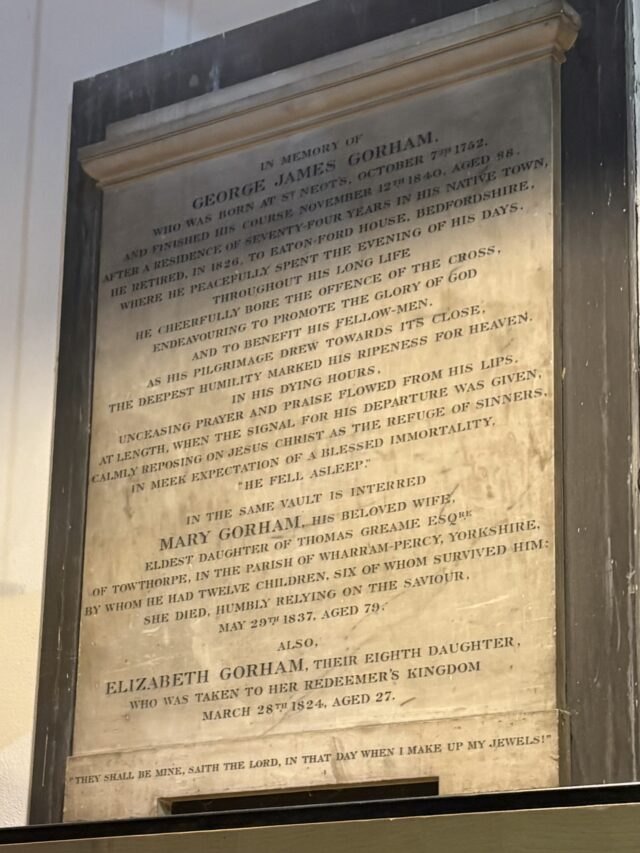 IN MEMORY OF
GEORGE JAMES GORHAM,
WHO WAS BORN AT ST NEOTS, OCTOBER 7TH 1752,
AND FINISHED HIS COURSE NOVEMBER 12TH 1840, AGED 88.
AFTER A RESIDENCE OF SEVENTY-FOUR YEARS IN HIS NATIVE TOWN,
HE RETIRED, IN 1826, TO EATON-FORD HOUSE, BEDFORDSHIRE,
WHERE HE PEACEFULLY SPENT THE EVENING OF HIS DAYS.
THROUGHOUT HIS LONG LIFE
HE CHEERFULLY BORE THE OFFENCE OF THE CROSS,
ENDEAVOURING TO PROMOTE THE GLORY OF GOD
AND TO BENEFIT HIS FELLOW-MEN.
AS HIS PILGRIMAGE DREW TOWARDS ITS CLOSE,
THE DEEPEST HUMILITY MARKED HIS RIPENESS FOR HEAVEN.
IN HIS DYING HOURS,
UNCEASING PRAYER AND PRAISE FLOWED FROM HIS LIPS.
AT LENGTH, WHEN THE SIGNAL FOR HIS DEPARTURE WAS GIVEN,
CALMLY REPOSING ON JESUS CHRIST AS THE REFUGE OF SINNERS,
IN MEEK EXPECTATION OF A BLESSED IMMORTALITY,
"HE FELL ASLEEP."
IN THE SAME VAULT IS INTERRED
MARY GORHAM, HIS BELOVED WIFE,
ELDEST DAUGHTER OF THOMAS GREAME ESQRE
OF TOWTHORPE, IN THE PARISH OF WHARRAM-PERCY, YORKSHIRE,
BY WHOM HE HAD TWELVE CHILDREN, SIX OF WHOM SURVIVED HIM:
SHE DIED, HUMBLY RELYING ON THE SAVIOUR,
MAY 29TH 1837, AGED 79.
ALSO,
ELIZABETH GORHAM, THEIR EIGHTH DAUGHTER,
WHO WAS TAKEN TO HER REDEEMER'S KINGDOM
MARCH 28TH 1824, AGED 27.
"THEY SHALL BE MINE, SAITH THE LORD, IN THAT DAY WHEN I MAKE UP MY JEWELS!"